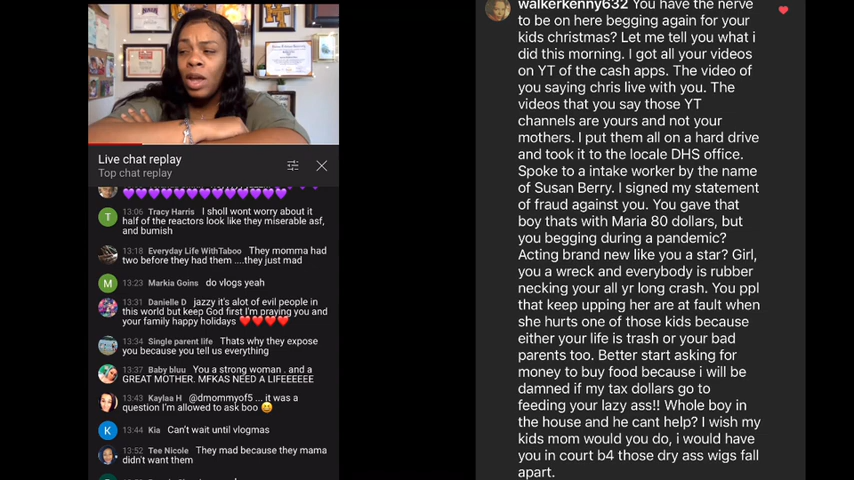 Live chat replay
Top chat replay
💜💜💜💜💜💜💜💜💜💜💜
T 13:06 Tracy Harris I sholl wont worry about it
half of the reactors look like they miserable asf,
and bumish
13:18 Everyday Life WithTaboo They momma had
two before they had them ....they just mad
M 13:23 Markia Goins do vlogs yeah
13:31 Danielle D jazzy it's alot of evil people in
this world but keep God first I'm praying you and
your family happy holidays ❤️❤️❤️❤️
13:34 Single parent life Thats why they expose
you because you tell us everything
13:37 Baby bluu You a strong woman . and a
GREAT MOTHER. MFKAS NEED A LIFEEEEEE
13:43 Kaylaa H @dmommyof5 ... it was a
question I'm allowed to ask boo 😆
K 13:44 Kia Can't wait until vlogmas
13:52 Tee Nicole They mad because they mama
didn't want them
walkerkenny632 You have the nerve
to be on here begging again for your
kids christmas? Let me tell you what i
did this morning. I got all your videos
on YT of the cash apps. The video of
you saying chris live with you. The
videos that you say those YT
channels are yours and not your
mothers. I put them all on a hard drive
and took it to the locale DHS office.
Spoke to a intake worker by the name
of Susan Berry. I signed my statement
of fraud against you. You gave that
boy thats with Maria 80 dollars, but
you begging during a pandemic?
Acting brand new like you a star? Girl,
you a wreck and everybody is rubber
necking your all yr long crash. You ppl
that keep upping her are at fault when
she hurts one of those kids because
either your life is trash or your bad
parents too. Better start asking for
money to buy food because i will be
damned if my tax dollars go to
feeding your lazy ass!! Whole boy in
the house and he cant help? I wish my
kids mom would you do, i would have
you in court b4 those dry ass wigs fall
apart.